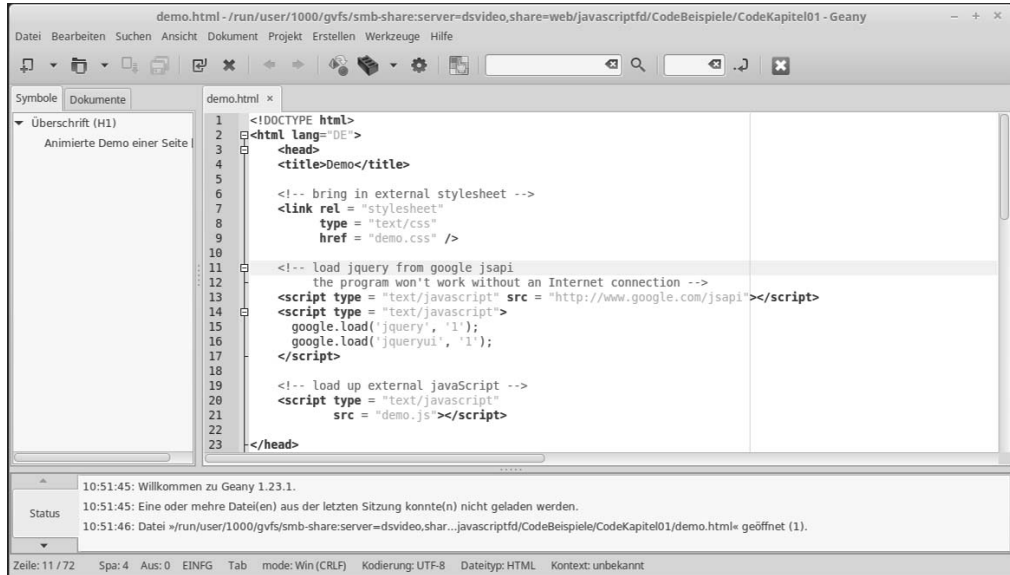 demo.html - /run/user/1000/gvfs/smb-share:server=dsvideo,share=web/javascriptfd/CodeBeispiele/CodeKapitel01 - Geany
Datei Bearbeiten Suchen Ansicht Dokument Projekt Erstellen Werkzeuge Hilfe
Symbole Dokumente
Überschrift (H1)
Animierte Demo einer Seite
demo.html ×
1 <!DOCTYPE html>
2 <html lang="DE">
3 <head>
4 <title>Demo</title>
5
6 <!-- bring in external stylesheet -->
7 <link rel = "stylesheet"
8 type = "text/css"
9 href = "demo.css" />
10
11 <!-- load jquery from google jsapi
12 the program won't work without an Internet connection -->
13 <script type = "text/javascript" src = "http://www.google.com/jsapi"></script>
14 <script type = "text/javascript">
15 google.load('jquery', '1');
16 google.load('jqueryui', '1');
17 </script>
18
19 <!-- load up external javaScript -->
20 <script type = "text/javascript"
21 src = "demo.js"></script>
22
23 </head>
Status
10:51:45: Willkommen zu Geany 1.23.1.
10:51:45: Eine oder mehre Datei(en) aus der letzten Sitzung konnte(n) nicht geladen werden.
10:51:46: Datei »/run/user/1000/gvfs/smb-share:server=dsvideo,shar...javascriptfd/CodeBeispiele/CodeKapitel01/demo.html« geöffnet (1).
Zeile: 11 / 72 Spa: 4 Aus: 0 EINFG Tab mode: Win (CRLF) Kodierung: UTF-8 Dateityp: HTML Kontext: unbekannt